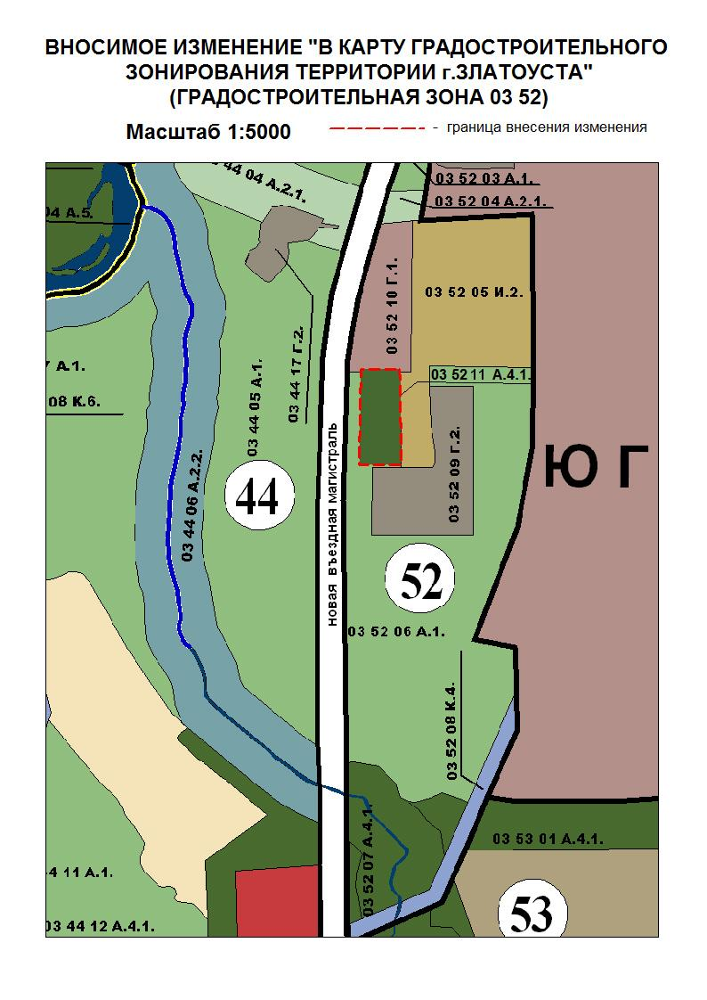 ВНОСИМОЕ ИЗМЕНЕНИЕ "В КАРТУ ГРАДОСТРОИТЕЛЬНОГО
ЗОНИРОВАНИЯ ТЕРРИТОРИИ г.ЗЛАТОУСТА"
(ГРАДОСТРОИТЕЛЬНАЯ ЗОНА 03 52)
Масштаб 1:5000
- граница внесения изменения
44 04 А.2.1.
03 52 03 А.1.
03 52 04 А.2.1.
04 А.5.
03 52 10 Г.1.
03 52 05 И.2.
03 44 17 Г.2.
7 А.1.
03 44 05 А.1.
03 52 11 А.4.1.
08 К.6.
03 44 06 А.2.2.
новая въездная магистраль
03 52 09 Г.2.
Ю Г
44
52
03 52 06 А.1.
03 52 08 К.4.
03 52 07 А.4.1.
03 53 01 А.4.1.
4 11 А.1.
53
03 44 12 А.4.1.